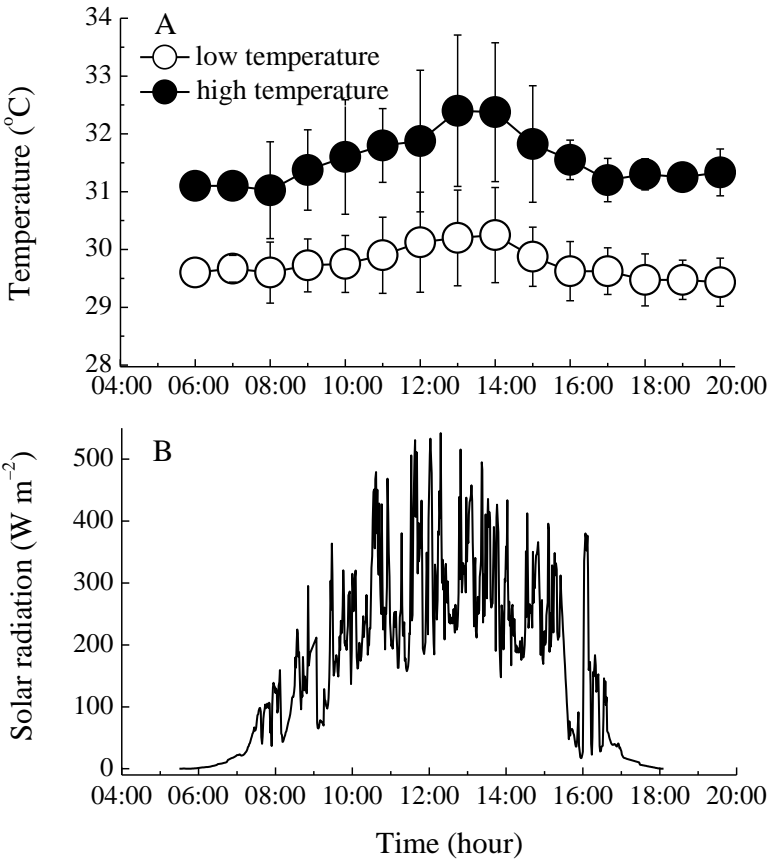 34
A
33
32
31
30
29
28
Temperature (°C)
low temperature
high temperature
04:00 06:00 08:00 10:00 12:00 14:00 16:00 18:00 20:00
B
500
400
300
200
100
0
Solar radiation (W m⁻²)
04:00 06:00 08:00 10:00 12:00 14:00 16:00 18:00 20:00
Time (hour)